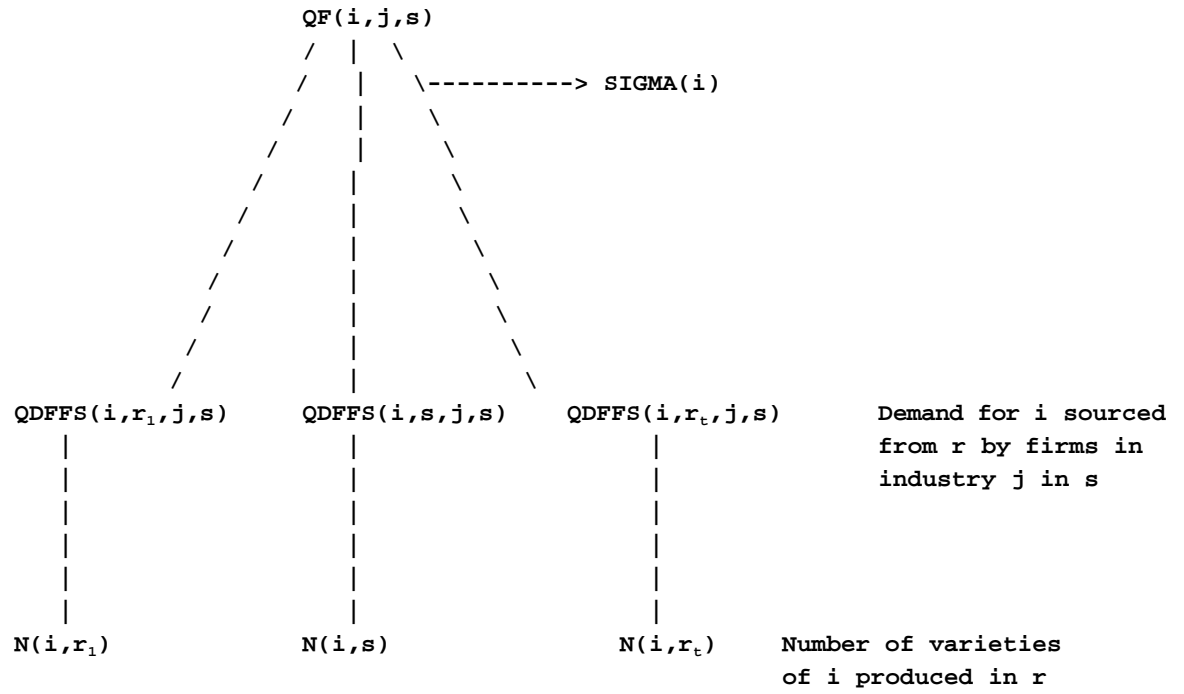 QF(i,j,s)
SIGMA(i)
QDFFS(i,r₁,j,s) QDFFS(i,s,j,s) QDFFS(i,rₜ,j,s) Demand for i sourced
from r by firms in
industry j in s
N(i,r₁) N(i,s) N(i,rₜ) Number of varieties
of i produced in r